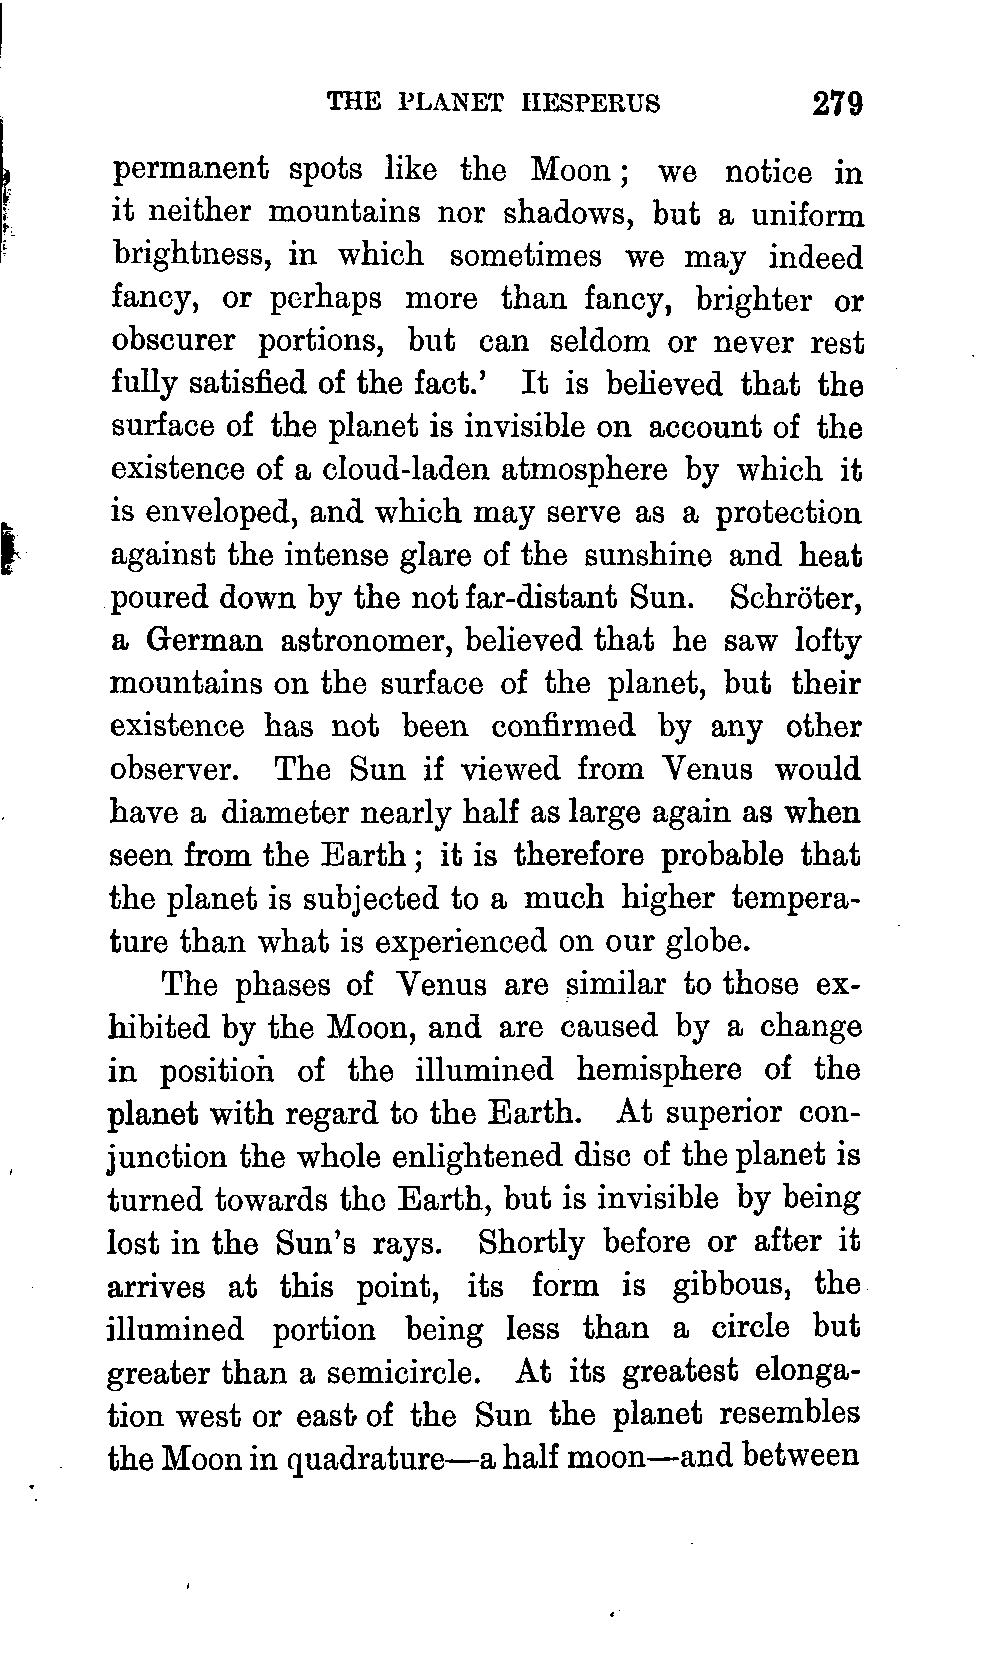 THE PLANET HESPERUS 279
permanent spots like the Moon; we notice in
it neither mountains nor shadows, but a uniform
brightness, in which sometimes we may indeed
fancy, or perhaps more than fancy, brighter or
obscurer portions, but can seldom or never rest
fully satisfied of the fact.’ It is believed that the
surface of the planet is invisible on account of the
existence of a cloud-laden atmosphere by which it
is enveloped, and which may serve as a protection
against the intense glare of the sunshine and heat
poured down by the not far-distant Sun. Schröter,
a German astronomer, believed that he saw lofty
mountains on the surface of the planet, but their
existence has not been confirmed by any other
observer. The Sun if viewed from Venus would
have a diameter nearly half as large again as when
seen from the Earth; it is therefore probable that
the planet is subjected to a much higher tempera-
ture than what is experienced on our globe.
The phases of Venus are similar to those ex-
hibited by the Moon, and are caused by a change
in position of the illumined hemisphere of the
planet with regard to the Earth. At superior con-
junction the whole enlightened disc of the planet is
turned towards the Earth, but is invisible by being
lost in the Sun’s rays. Shortly before or after it
arrives at this point, its form is gibbous, the
illumined portion being less than a circle but
greater than a semicircle. At its greatest elonga-
tion west or east of the Sun the planet resembles
the Moon in quadrature—a half moon—and between